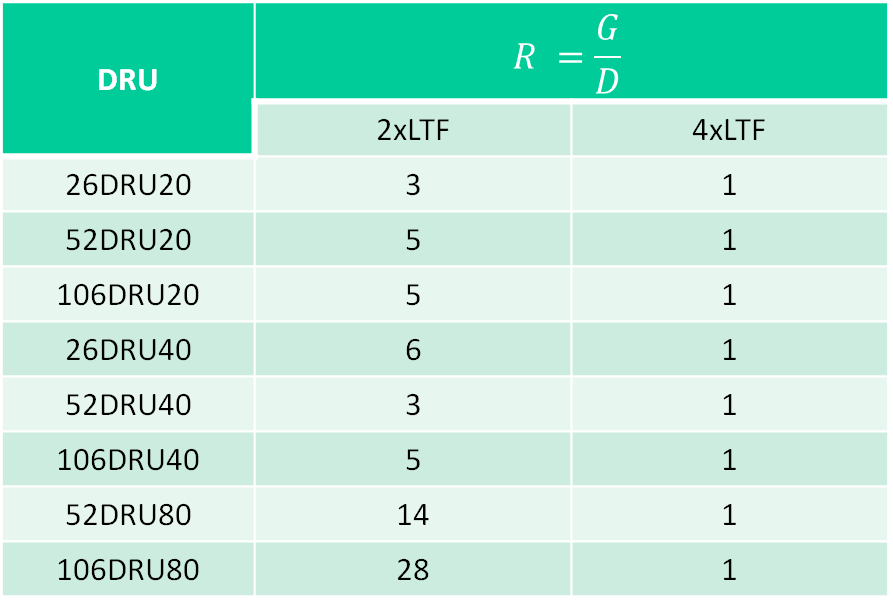 DRU
R = G/D
2xLTF 4xLTF
26DRU20 3 1
52DRU20 5 1
106DRU20 5 1
26DRU40 6 1
52DRU40 3 1
106DRU40 5 1
52DRU80 14 1
106DRU80 28 1